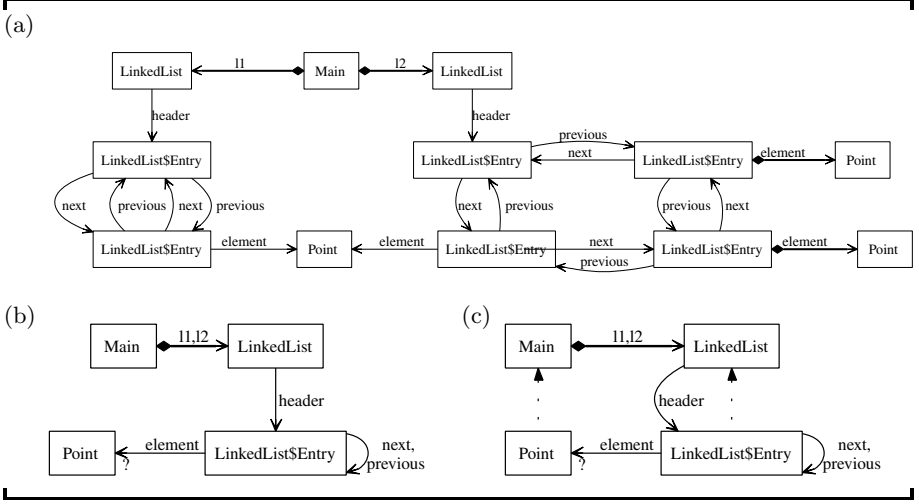 (a)
LinkedList l1 Main l2 LinkedList
header header
previous
LinkedList$Entry LinkedList$Entry next LinkedList$Entry element Point
next previous next previous next previous previous next
LinkedList$Entry element Point element LinkedList$Entry next LinkedList$Entry element Point
previous
(b) (c)
Main l1,l2 LinkedList Main l1,l2 LinkedList
header header
Point element LinkedList$Entry next, Point element LinkedList$Entry next,
? previous ? previous